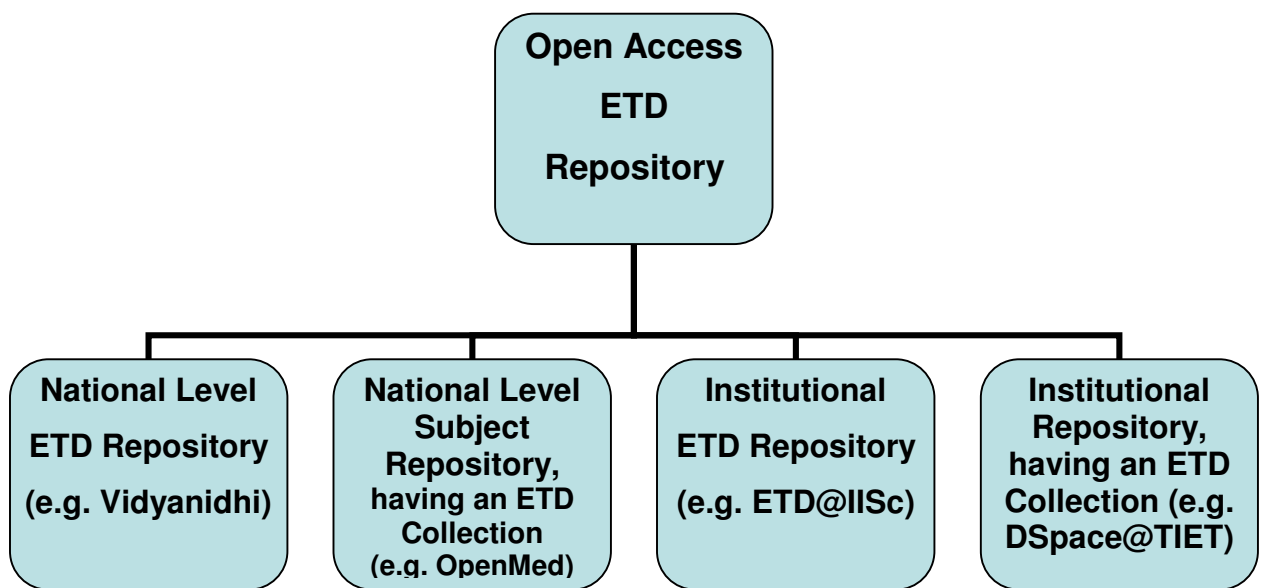 Open Access
ETD
Repository
National Level
ETD Repository
(e.g. Vidyanidhi)
National Level
Subject
Repository,
having an ETD
Collection
(e.g. OpenMed)
Institutional
ETD Repository
(e.g. ETD@IISc)
Institutional
Repository,
having an ETD
Collection (e.g.
DSpace@TIET)